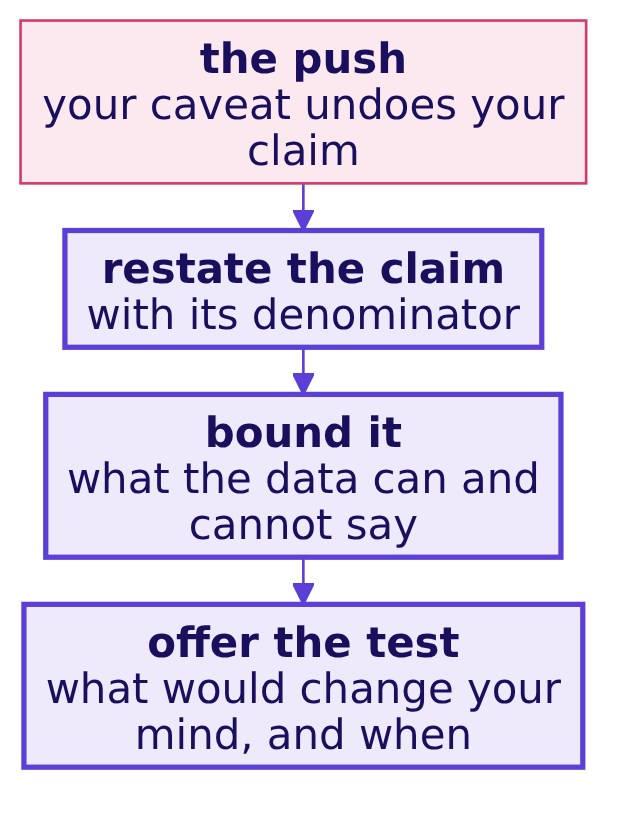 the push
your caveat undoes your
claim
restate the claim
with its denominator
bound it
what the data can and
cannot say
offer the test
what would change your
mind, and when